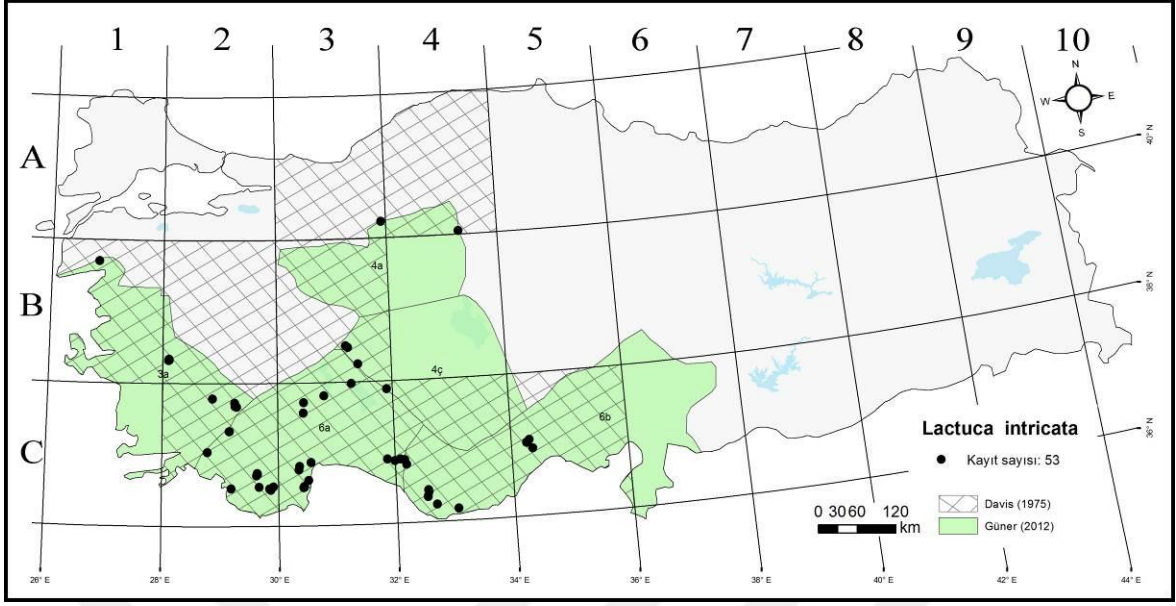 1 2 3 4 5 6 7 8 9 10
N
W E
S
40° N
A
4a
38° N
B
3a
4ç
6b
6a
36° N
C
Lactuca intricata
Kayıt sayısı: 53
Davis (1975)
Güner (2012)
0 30 60 120
km
26° E 28° E 30° E 32° E 34° E 36° E 38° E 40° E 42° E 44° E